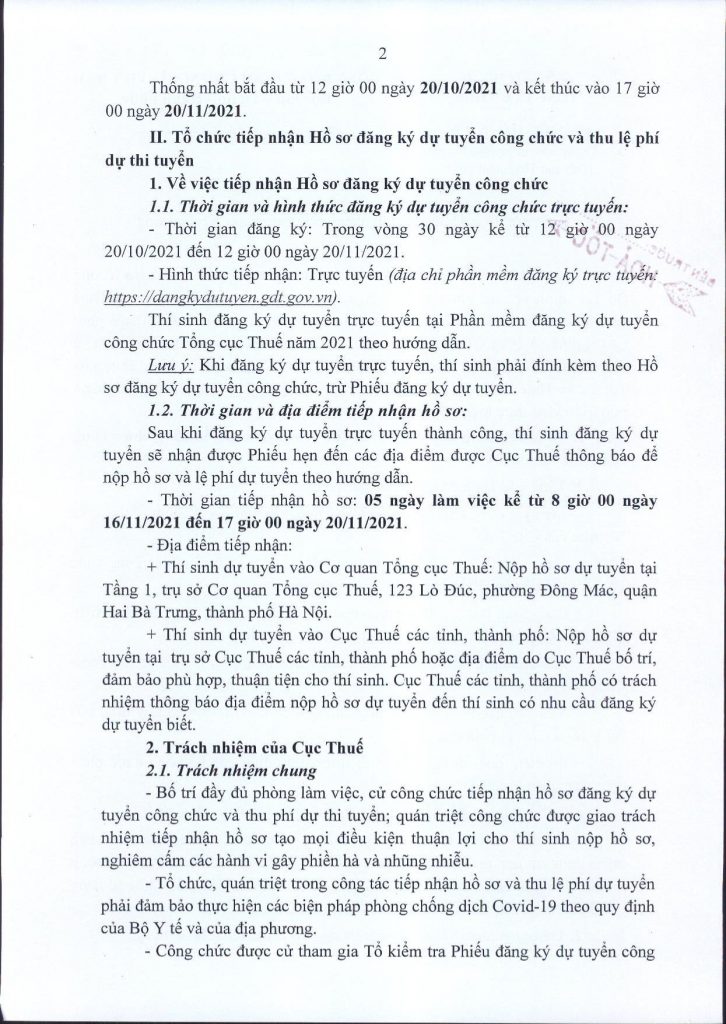 2
Thống nhất bắt đầu từ 12 giờ 00 ngày 20/10/2021 và kết thúc vào 17 giờ
00 ngày 20/11/2021.
II. Tổ chức tiếp nhận Hồ sơ đăng ký dự tuyển công chức và thu lệ phí
dự thi tuyển
1. Về việc tiếp nhận Hồ sơ đăng ký dự tuyển công chức
1.1. Thời gian và hình thức đăng ký dự tuyển công chức trực tuyến:
- Thời gian đăng ký: Trong vòng 30 ngày kể từ 12 giờ 00 ngày
20/10/2021 đến 12 giờ 00 ngày 20/11/2021.
- Hình thức tiếp nhận: Trực tuyến (địa chỉ phần mềm đăng ký trực tuyến:
https://dangkydutuyen.gdt.gov.vn).
Thí sinh đăng ký dự tuyển trực tuyến tại Phần mềm đăng ký dự tuyển
công chức Tổng cục Thuế năm 2021 theo hướng dẫn.
Lưu ý: Khi đăng ký dự tuyển trực tuyến, thí sinh phải đính kèm theo Hồ
sơ đăng ký dự tuyển công chức, trừ Phiếu đăng ký dự tuyển.
1.2. Thời gian và địa điểm tiếp nhận hồ sơ:
Sau khi đăng ký dự tuyển trực tuyến thành công, thí sinh đăng ký dự
tuyển sẽ nhận được Phiếu hẹn đến các địa điểm được Cục Thuế thông báo để
nộp hồ sơ và lệ phí dự tuyển theo hướng dẫn.
- Thời gian tiếp nhận hồ sơ: 05 ngày làm việc kể từ 8 giờ 00 ngày
16/11/2021 đến 17 giờ 00 ngày 20/11/2021.
- Địa điểm tiếp nhận:
+ Thí sinh dự tuyển vào Cơ quan Tổng cục Thuế: Nộp hồ sơ dự tuyển tại
Tầng 1, trụ sở Cơ quan Tổng cục Thuế, 123 Lò Đúc, phường Đông Mác, quận
Hai Bà Trưng, thành phố Hà Nội.
+ Thí sinh dự tuyển vào Cục Thuế các tỉnh, thành phố: Nộp hồ sơ dự
tuyển tại trụ sở Cục Thuế các tỉnh, thành phố hoặc địa điểm do Cục Thuế bố trí,
đảm bảo phù hợp, thuận tiện cho thí sinh. Cục Thuế các tỉnh, thành phố có trách
nhiệm thông báo địa điểm nộp hồ sơ dự tuyển đến thí sinh có nhu cầu đăng ký
dự tuyển biết.
2. Trách nhiệm của Cục Thuế
2.1. Trách nhiệm chung
- Bố trí đầy đủ phòng làm việc, cử công chức tiếp nhận hồ sơ đăng ký dự
tuyển công chức và thu phí dự thi tuyển; quán triệt công chức được giao trách
nhiệm tiếp nhận hồ sơ tạo mọi điều kiện thuận lợi cho thí sinh nộp hồ sơ,
nghiêm cấm các hành vi gây phiền hà và nhũng nhiễu.
- Tổ chức, quán triệt trong công tác tiếp nhận hồ sơ và thu lệ phí dự tuyển
phải đảm bảo thực hiện các biện pháp phòng chống dịch Covid-19 theo quy định
của Bộ Y tế và của địa phương.
- Công chức được cử tham gia Tổ kiểm tra Phiếu đăng ký dự tuyển công